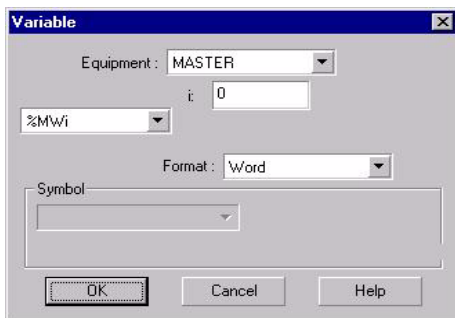 Variable
Equipment : MASTER
i: 0
%MWi
Format : Word
Symbol
OK Cancel Help